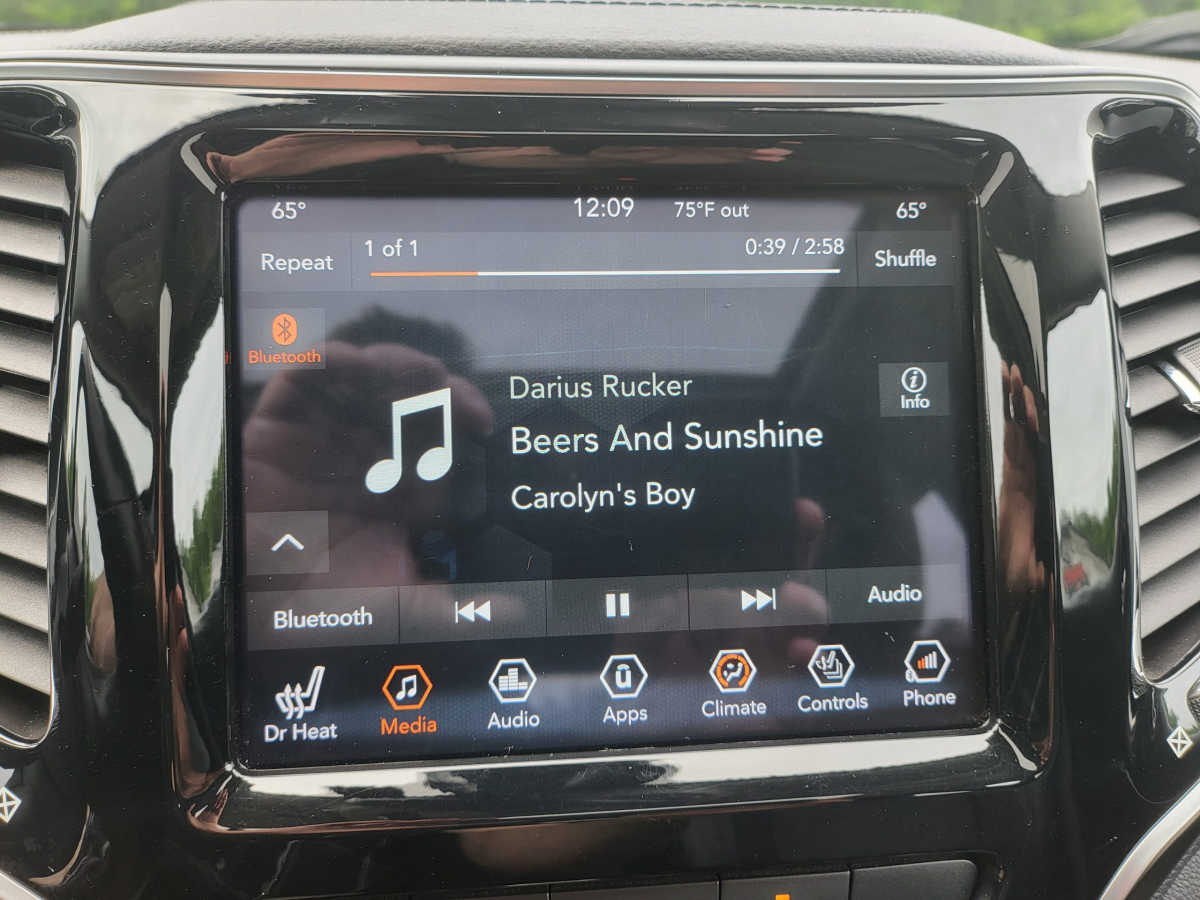 65° 12:09 75°F out 65°
Repeat 1 of 1 0:39 / 2:58 Shuffle
Bluetooth
Darius Rucker
Info
Beers And Sunshine
Carolyn's Boy
Bluetooth Audio
Dr Heat Media Audio Apps Climate Controls Phone